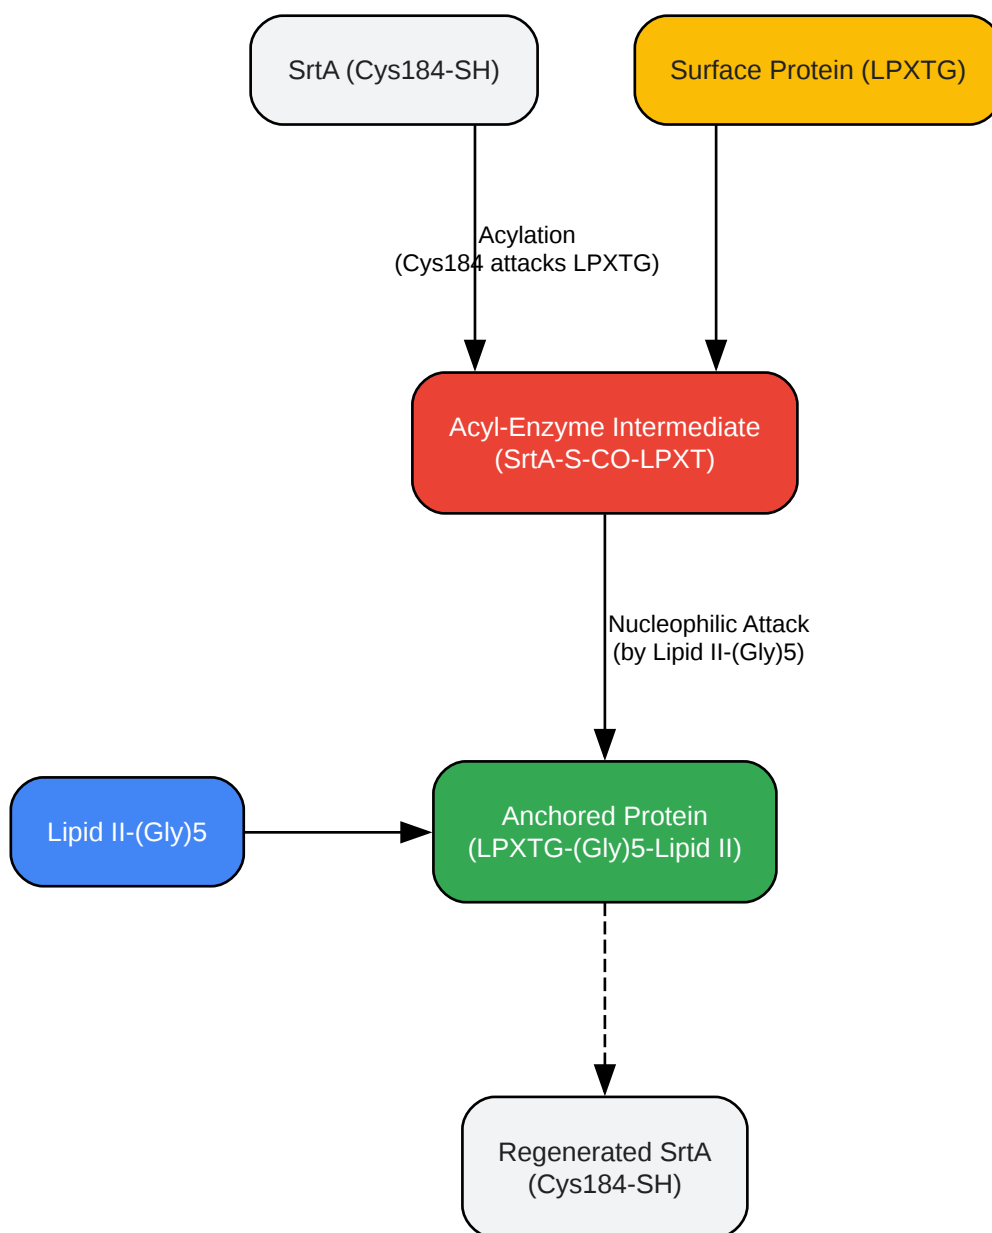 SrtA (Cys184-SH)
Surface Protein (LPXTG)
Acylation
(Cys184 attacks LPXTG)
Acyl-Enzyme Intermediate
(SrtA-S-CO-LPXT)
Nucleophilic Attack
(by Lipid II-(Gly)5)
Lipid II-(Gly)5
Anchored Protein
(LPXTG-(Gly)5-Lipid II)
Regenerated SrtA
(Cys184-SH)